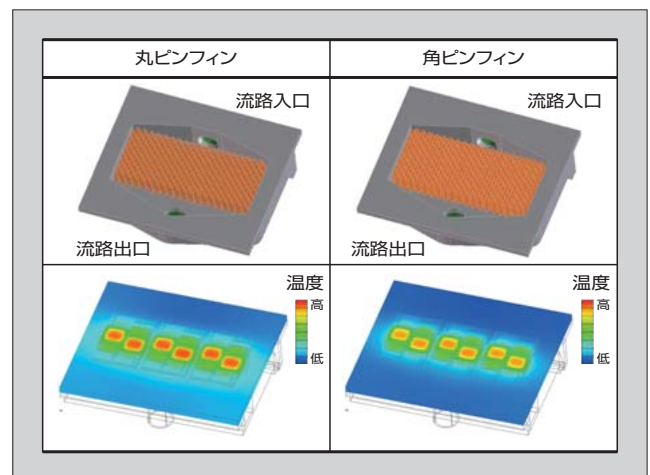 丸ピンフィン
角ピンフィン
流路入口
流路出口
流路入口
流路出口
温度
高
低
温度
高
低